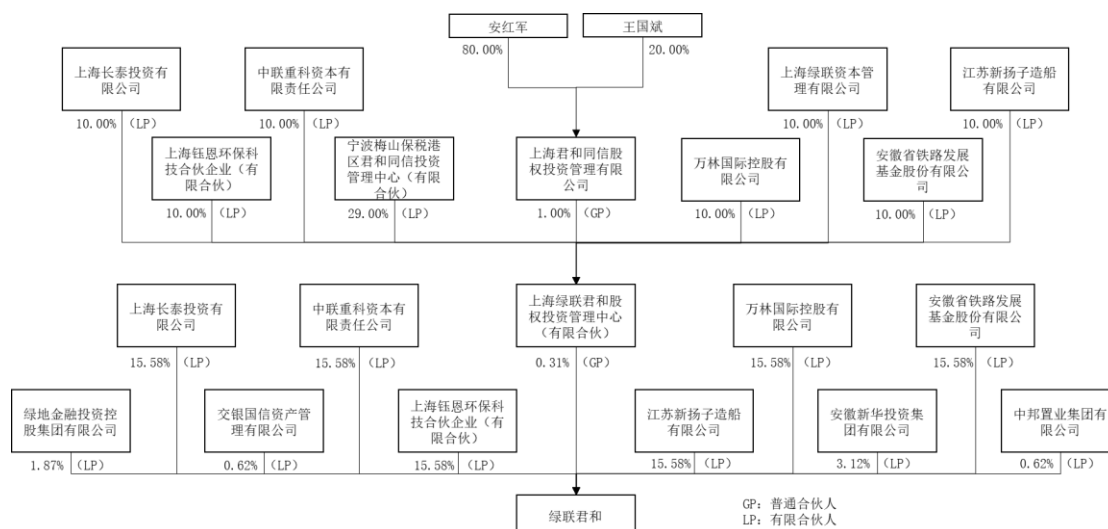 安红军
王国斌
80.00%
20.00%
上海长泰投资有
限公司
中联重科资本有
限责任公司
上海绿联资本管
理有限公司
江苏新扬子造船
有限公司
10.00% (LP)
10.00% (LP)
10.00% (LP)
10.00% (LP)
上海钰恩环保科
技合伙企业（有
限合伙）
宁波梅山保税港
区君和同信投资
管理中心（有限
合伙）
上海君和同信股
权投资管理有限
公司
万林国际控股有
限公司
安徽省铁路发展
基金股份有限公
司
10.00% (LP)
29.00% (LP)
1.00% (GP)
10.00% (LP)
10.00% (LP)
上海长泰投资有
限公司
中联重科资本有
限责任公司
上海绿联君和股
权投资管理中心
（有限合伙）
万林国际控股有
限公司
安徽省铁路发展
基金股份有限公
司
15.58% (LP)
15.58% (LP)
0.31% (GP)
15.58% (LP)
15.58% (LP)
绿地金融投资控
股集团有限公司
交银国信资产管
理有限公司
上海钰恩环保科
技合伙企业（有
限合伙）
江苏新扬子造船
有限公司
安徽新华投资集
团有限公司
中邦置业集团有
限公司
1.87% (LP)
0.62% (LP)
15.58% (LP)
15.58% (LP)
3.12% (LP)
0.62% (LP)
绿联君和
GP: 普通合伙人
LP: 有限合伙人